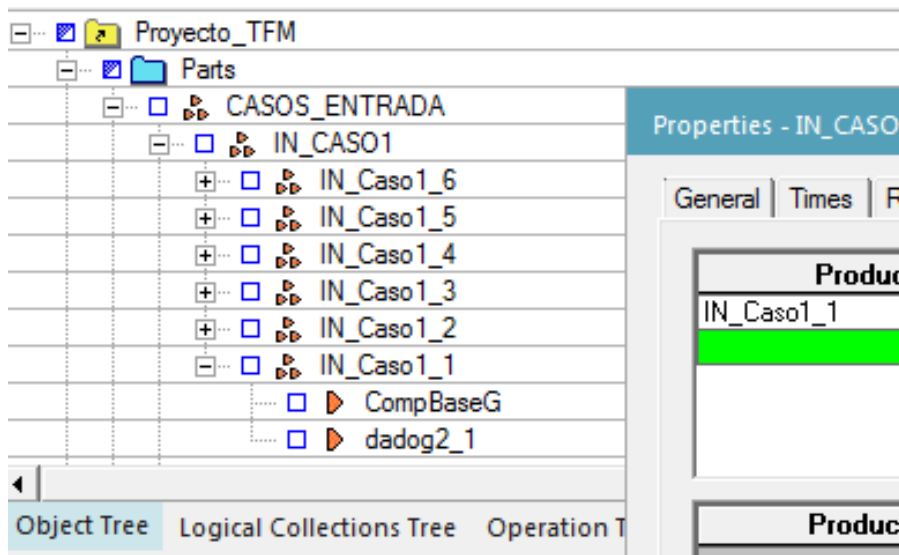 Proyecto_TFM
Parts
CASOS_ENTRADA
IN_CASO1
IN_Caso1_6
IN_Caso1_5
IN_Caso1_4
IN_Caso1_3
IN_Caso1_2
IN_Caso1_1
CompBaseG
dadog2_1
Object Tree Logical Collections Tree Operation T
Properties - IN_CASO
General Times R
Produc
IN_Caso1_1
Produc